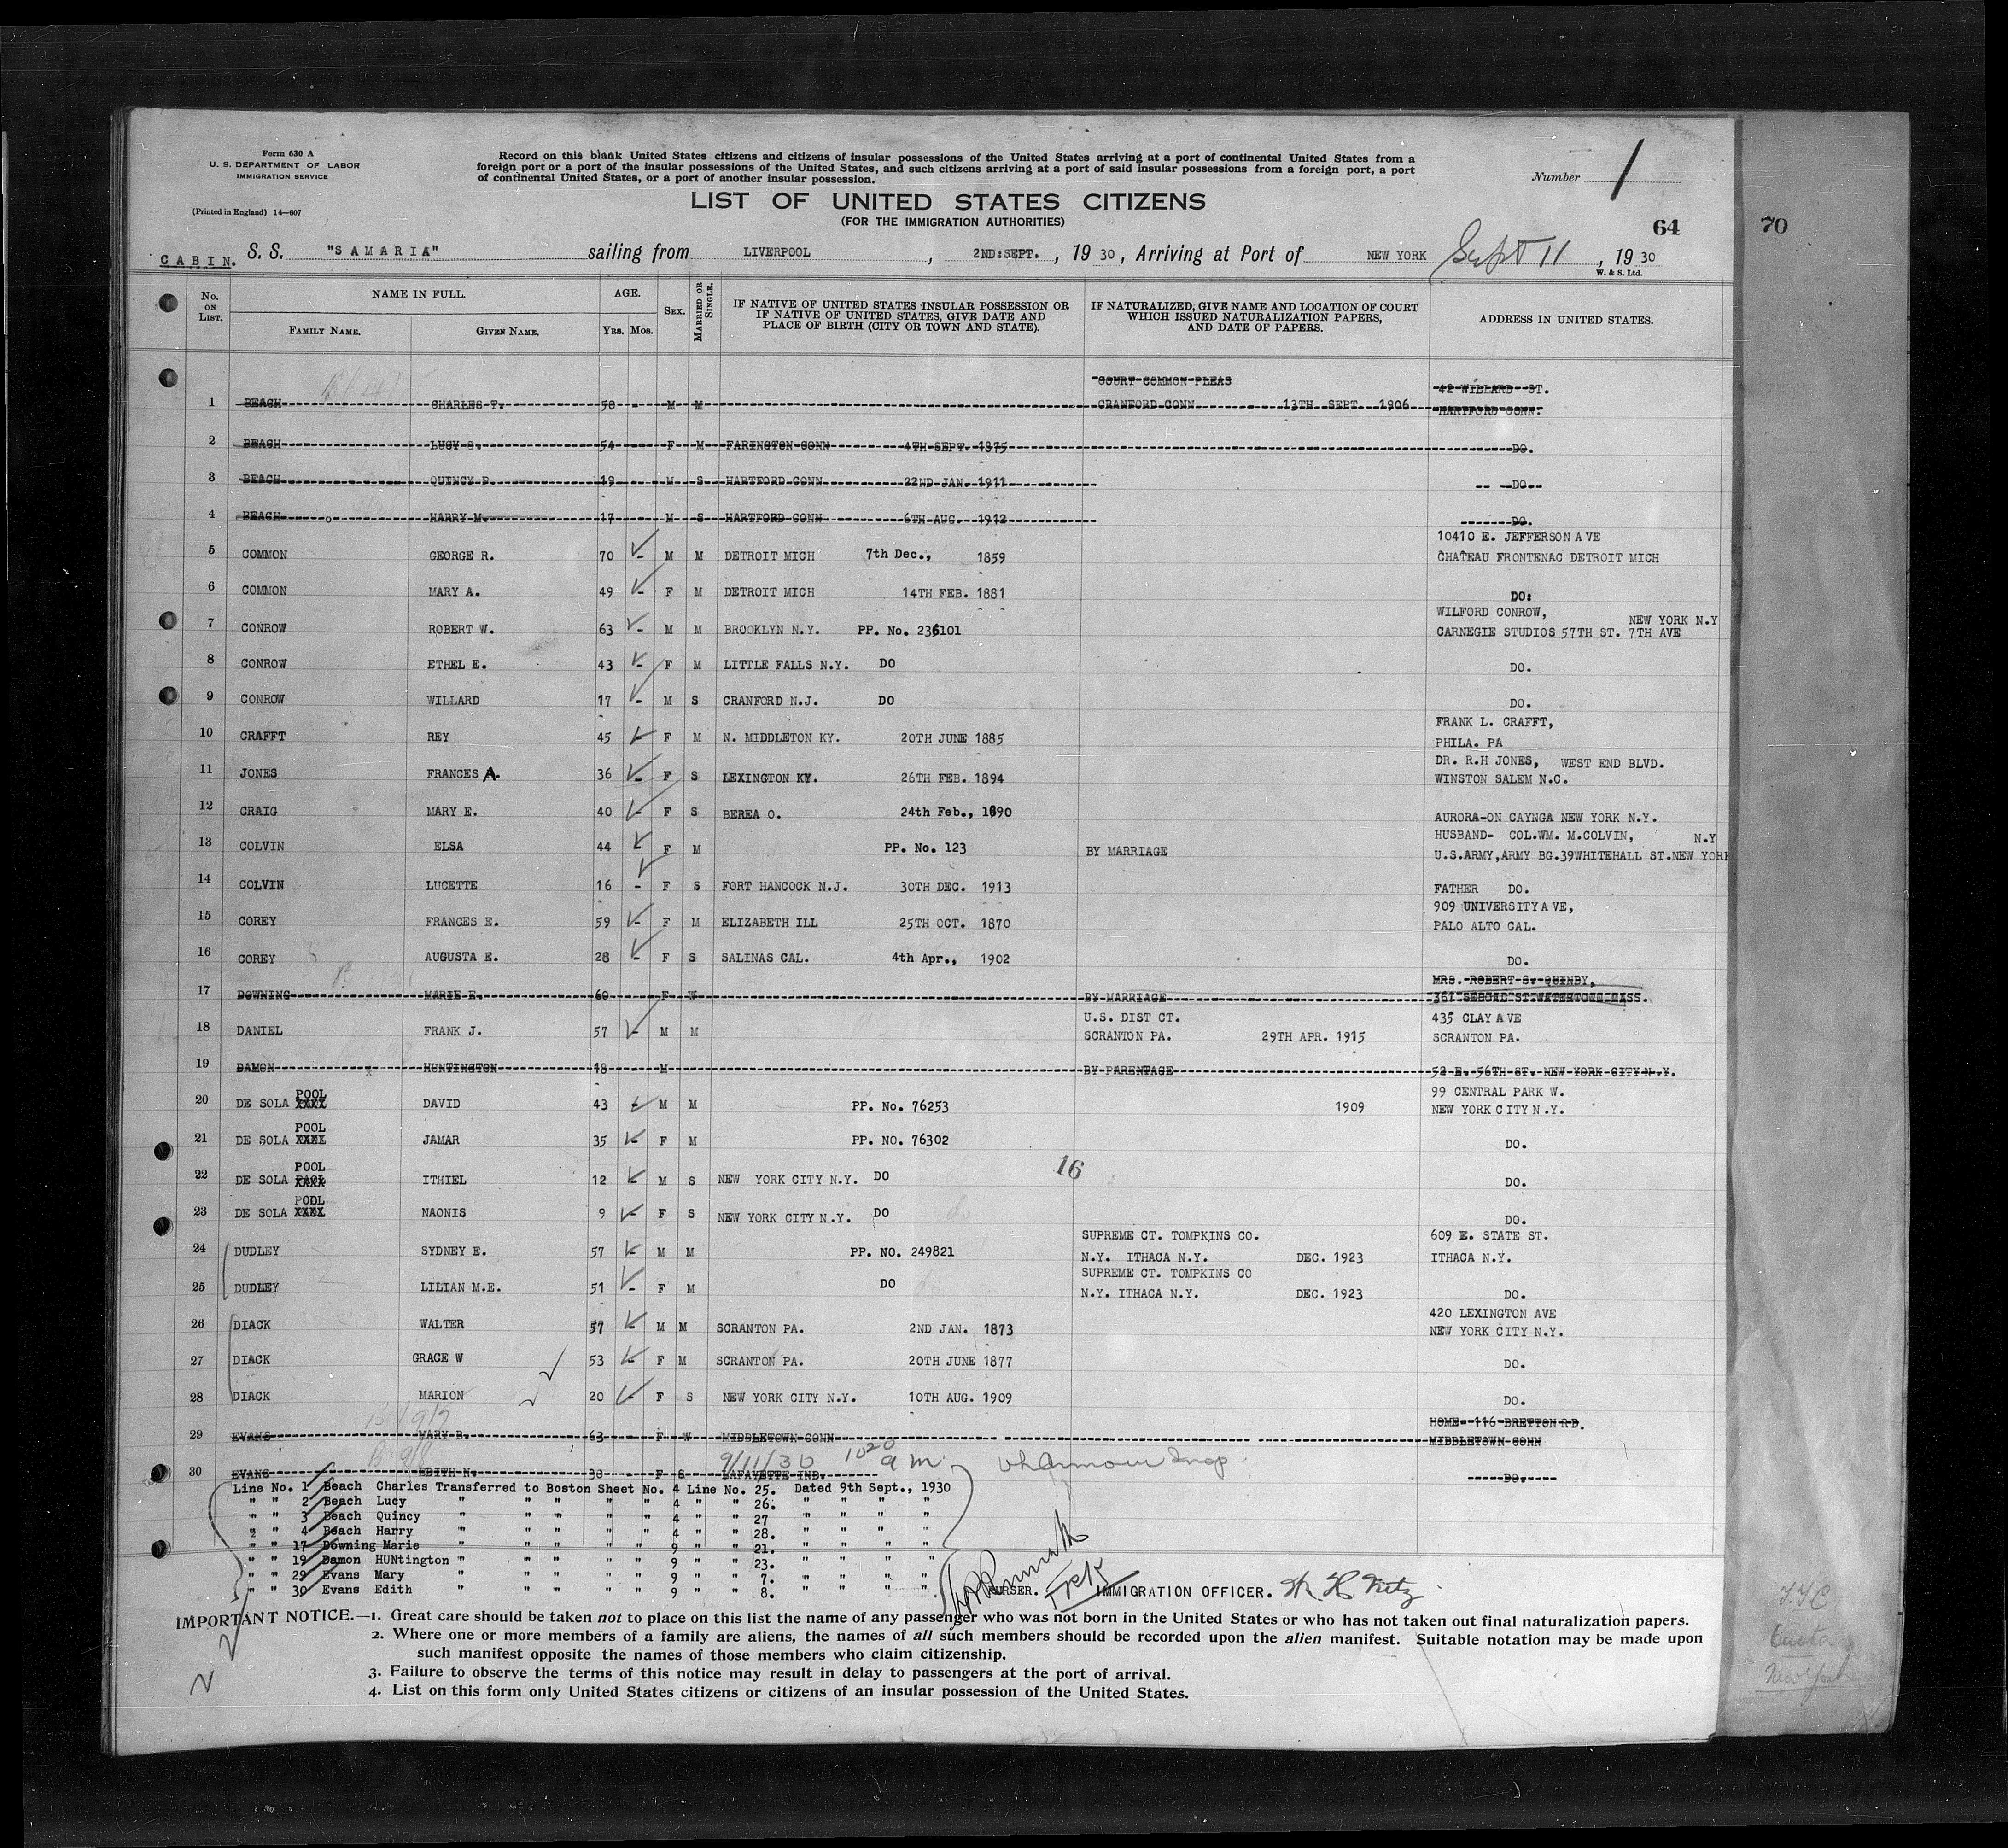 Form 630 A
U. S. DEPARTMENT OF LABOR
IMMIGRATION SERVICE
(Printed in England) 14—607
Record on this blank United States citizens and citizens of insular possessions of the United States arriving at a port of continental United States from a
foreign port or a port of the insular possessions of the United States, and such citizens arriving at a port of said insular possessions from a foreign port, a port
of continental United States, or a port of another insular possession.
Number 1
LIST OF UNITED STATES CITIZENS
(FOR THE IMMIGRATION AUTHORITIES)
64
70
CABIN. S. S. "SAMARIA" sailing from LIVERPOOL, 2ND:SEPT., 19 30, Arriving at Port of NEW YORK Sept 11, 19 30
W. & S. Ltd.
No. ON LIST. NAME IN FULL. AGE. SEX. MARRIED OR SINGLE. IF NATIVE OF UNITED STATES INSULAR POSSESSION OR IF NATIVE OF UNITED STATES, GIVE DATE AND PLACE OF BIRTH (CITY OR TOWN AND STATE). IF NATURALIZED, GIVE NAME AND LOCATION OF COURT WHICH ISSUED NATURALIZATION PAPERS, AND DATE OF PAPERS. ADDRESS IN UNITED STATES.
FAMILY NAME. GIVEN NAME. Yrs. Mos.
COURT COMMON PLEAS 42 WILLARD ST.
1 BEACH CHARLES T. 58 - M M CRANFORD CONN 13TH SEPT. 1906 HARTFORD CONN.
2 BEACH LUCY S. 54 F M FARINGTON CONN 4TH SEPT. 1875 DO.
3 BEACH QUINCY P. 19 M S HARTFORD CONN 22ND JAN. 1911 DO
4 BEACH HARRY M. 17 M S HARTFORD CONN 6TH AUG. 1912 DO.
10410 E. JEFFERSON AVE
5 COMMON GEORGE R. 70 - M M DETROIT MICH 7th Dec., 1859 CHATEAU FRONTENAC DETROIT MICH
6 COMMON MARY A. 49 - F M DETROIT MICH 14TH FEB. 1881 DO:
WILFORD CONROW, NEW YORK N.Y
7 CONROW ROBERT W. 63 - M M BROOKLYN N.Y. PP. No. 236101 CARNEGIE STUDIOS 57TH ST. 7TH AVE
8 CONROW ETHEL E. 43 - F M LITTLE FALLS N.Y. DO DO.
9 CONROW WILLARD 17 - M S CRANFORD N.J. DO DO.
FRANK L. CRAFFT,
10 CRAFFT REY 45 - F M N. MIDDLETON KY. 20TH JUNE 1885 PHILA. PA
DR. R.H JONES, WEST END BLVD.
11 JONES FRANCES A. 36 - F S LEXINGTON KY. 26TH FEB. 1894 WINSTON SALEM N.C.
12 CRAIG MARY E. 40 - F S BEREA O. 24th Feb., 1890 AURORA-ON CAYNGA NEW YORK N.Y.
HUSBAND- COL.WM. M.COLVIN, N.Y
13 COLVIN ELSA 44 F M PP. No. 123 BY MARRIAGE U.S.ARMY,ARMY BG.39WHITEHALL ST.NEW YORK
14 COLVIN LUCETTE 16 - F S FORT HANCOCK N.J. 30TH DEC. 1913 FATHER DO.
909 UNIVERSITY AVE,
15 COREY FRANCES E. 59 - F M ELIZABETH ILL 25TH OCT. 1870 PALO ALTO CAL.
16 COREY AUGUSTA E. 28 - F S SALINAS CAL. 4th Apr., 1902 DO.
MRS. ROBERT S. QUINBY,
17 DOWNING MARIE E. 60 F W BY MARRIAGE 361 ST WATERTOWN MASS.
U.S. DIST CT. 435 CLAY AVE
18 DANIEL FRANK J. 57 - M M SCRANTON PA. 29TH APR. 1915 SCRANTON PA.
19 DAMON HUNTINGTON 18 M BY PARENTAGE 52 E. 56TH ST. NEW YORK CITY N.Y.
POOL 99 CENTRAL PARK W.
20 DE SOLA XXXX DAVID 43 - M M PP. No. 76253 1909 NEW YORK CITY N.Y.
POOL
21 DE SOLA XXXX JAMAR 35 - F M PP. NO. 76302 DO.
POOL 16
22 DE SOLA XXXX ITHIEL 12 - M S NEW YORK CITY N.Y. DO DO.
POOL
23 DE SOLA XXXX NAONIS 9 - F S NEW YORK CITY N.Y. DO DO.
SUPREME CT. TOMPKINS CO. 609 E. STATE ST.
24 DUDLEY SYDNEY E. 57 - M M PP. NO. 249821 N.Y. ITHACA N.Y. DEC. 1923 ITHACA N.Y.
SUPREME CT. TOMPKINS CO
25 DUDLEY LILIAN M.E. 51 - F M DO N.Y. ITHACA N.Y. DEC. 1923 DO.
420 LEXINGTON AVE
26 DIACK WALTER 57 - M M SCRANTON PA. 2ND JAN. 1873 NEW YORK CITY N.Y.
27 DIACK GRACE W 53 - F M SCRANTON PA. 20TH JUNE 1877 DO.
28 DIACK MARION 20 - F S NEW YORK CITY N.Y. 10TH AUG. 1909 DO.
HOME- 116 BRETTON RD.
29 EVANS MARY B. 63 F W MIDDLETOWN CONN MIDDLETOWN CONN
9/11/30 10 20 a m
30 EVANS EDITH N. 30 F S LAFAYETTE IND. DO.
Line No. 1 Beach Charles Transferred to Boston Sheet No. 4 Line No. 25. Dated 9th Sept., 1930
" " 2 Beach Lucy " " " " " 4 " " 26. " " " "
" " 3 Beach Quincy " " " " " 4 " " 27 " " " "
" " 4 Beach Harry " " " " " 4 " " 28. " " " "
" " 17 Downing Marie " " " " " 9 " " 21. " " " "
" " 19 Damon HUNtington " " " " " 9 " " 23. " " " "
" " 29 Evans Mary " " " " " 9 " " 7. " " " "
" " 30 Evans Edith " " " " " 9 " " 8. " " " "
PURSER. IMMIGRATION OFFICER.
IMPORTANT NOTICE.—1. Great care should be taken not to place on this list the name of any passenger who was not born in the United States or who has not taken out final naturalization papers.
2. Where one or more members of a family are aliens, the names of all such members should be recorded upon the alien manifest. Suitable notation may be made upon
such manifest opposite the names of those members who claim citizenship.
3. Failure to observe the terms of this notice may result in delay to passengers at the port of arrival.
4. List on this form only United States citizens or citizens of an insular possession of the United States.
New York